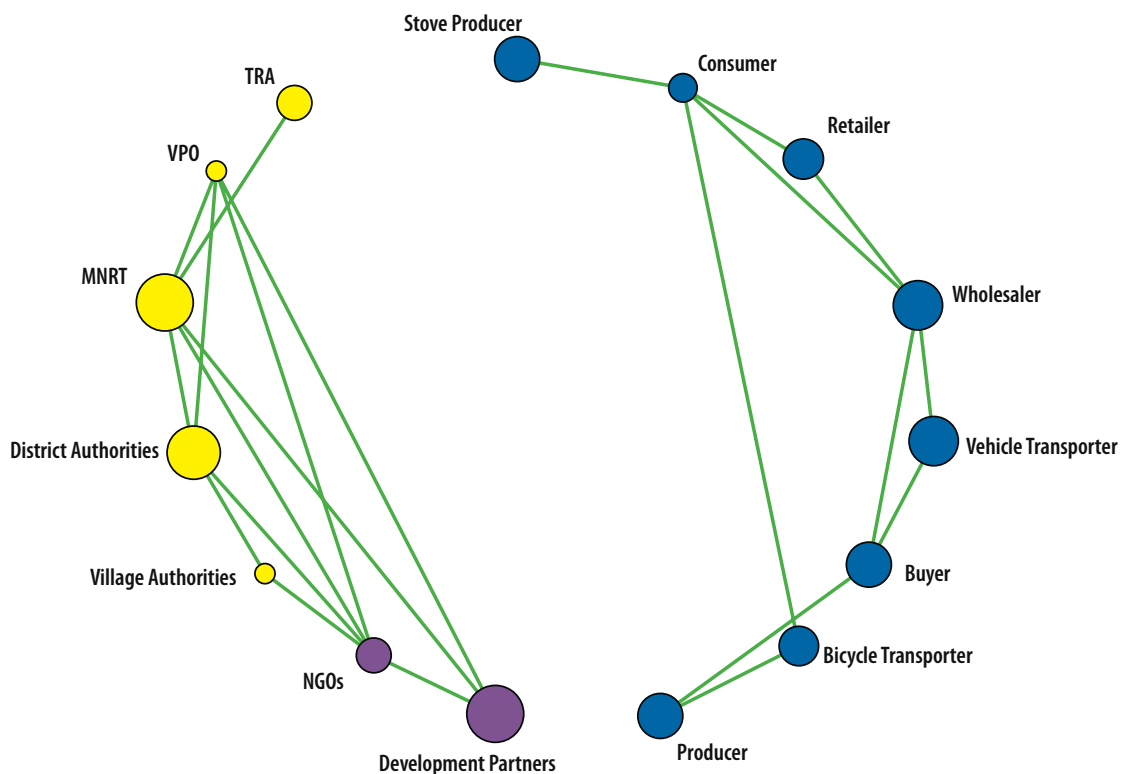 Stove Producer
Consumer
TRA
Retailer
VPO
MNRT
Wholesaler
District Authorities
Vehicle Transporter
Village Authorities
Buyer
Bicycle Transporter
NGOs
Producer
Development Partners